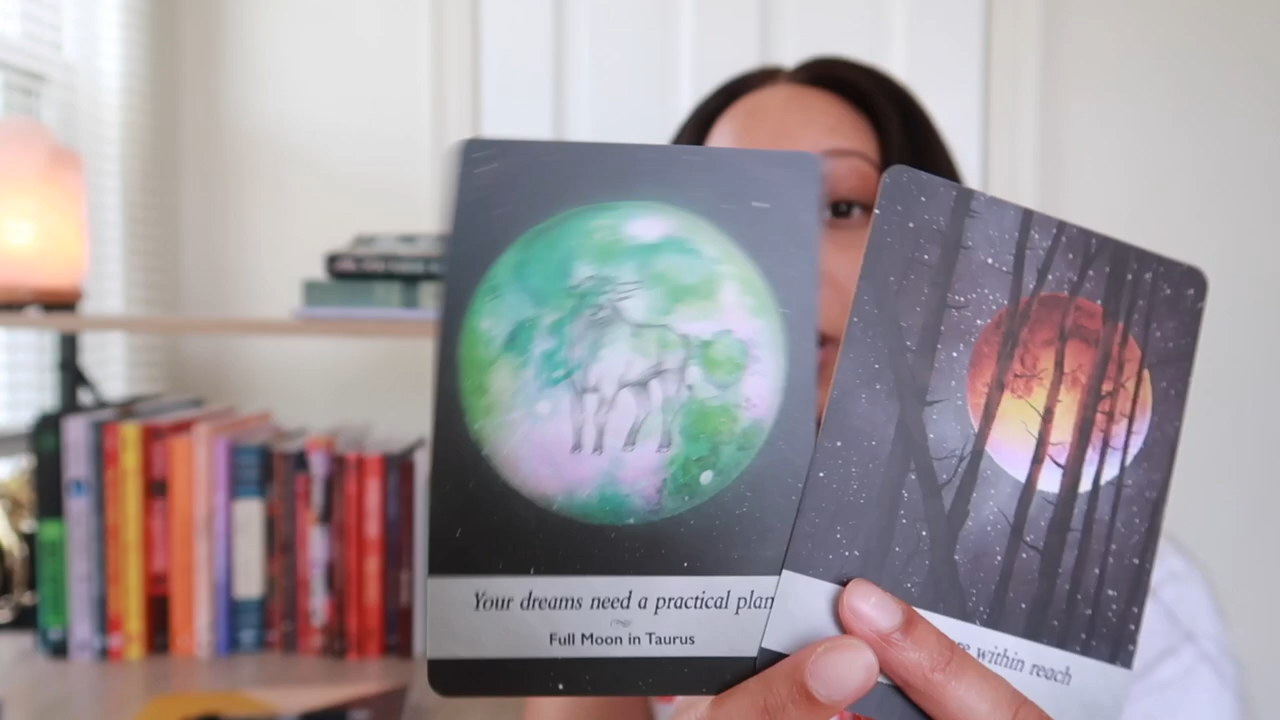 Your dreams need a practical plan
Full Moon in Taurus
within reach